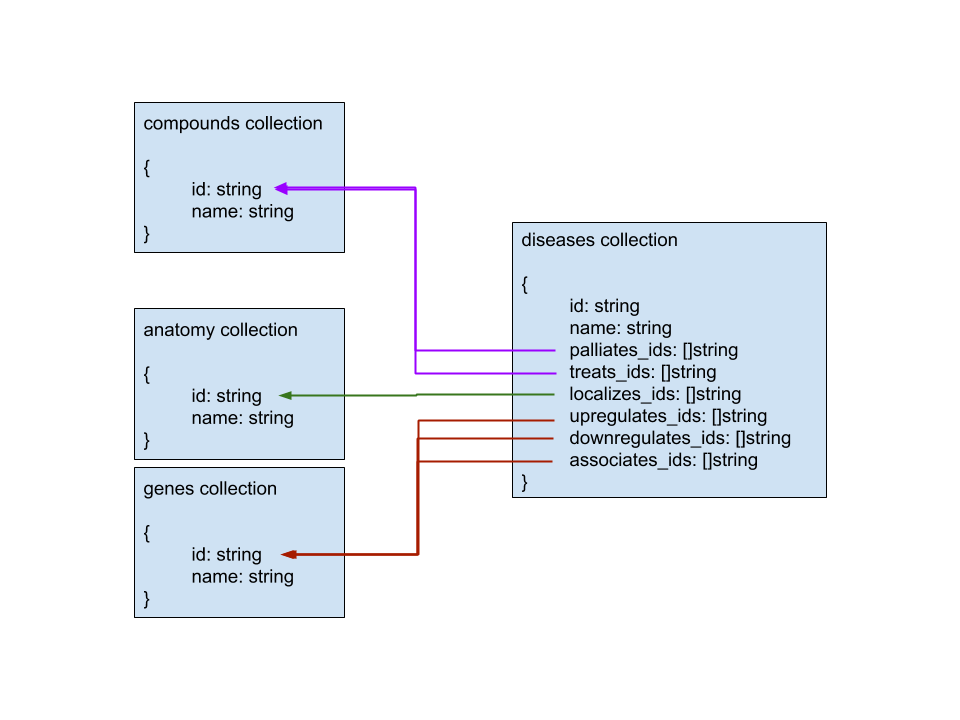 compounds collection
{
id: string
name: string
}
anatomy collection
{
id: string
name: string
}
genes collection
{
id: string
name: string
}
diseases collection
{
id: string
name: string
palliates_ids: []string
treats_ids: []string
localizes_ids: []string
upregulates_ids: []string
downregulates_ids: []string
associates_ids: []string
}